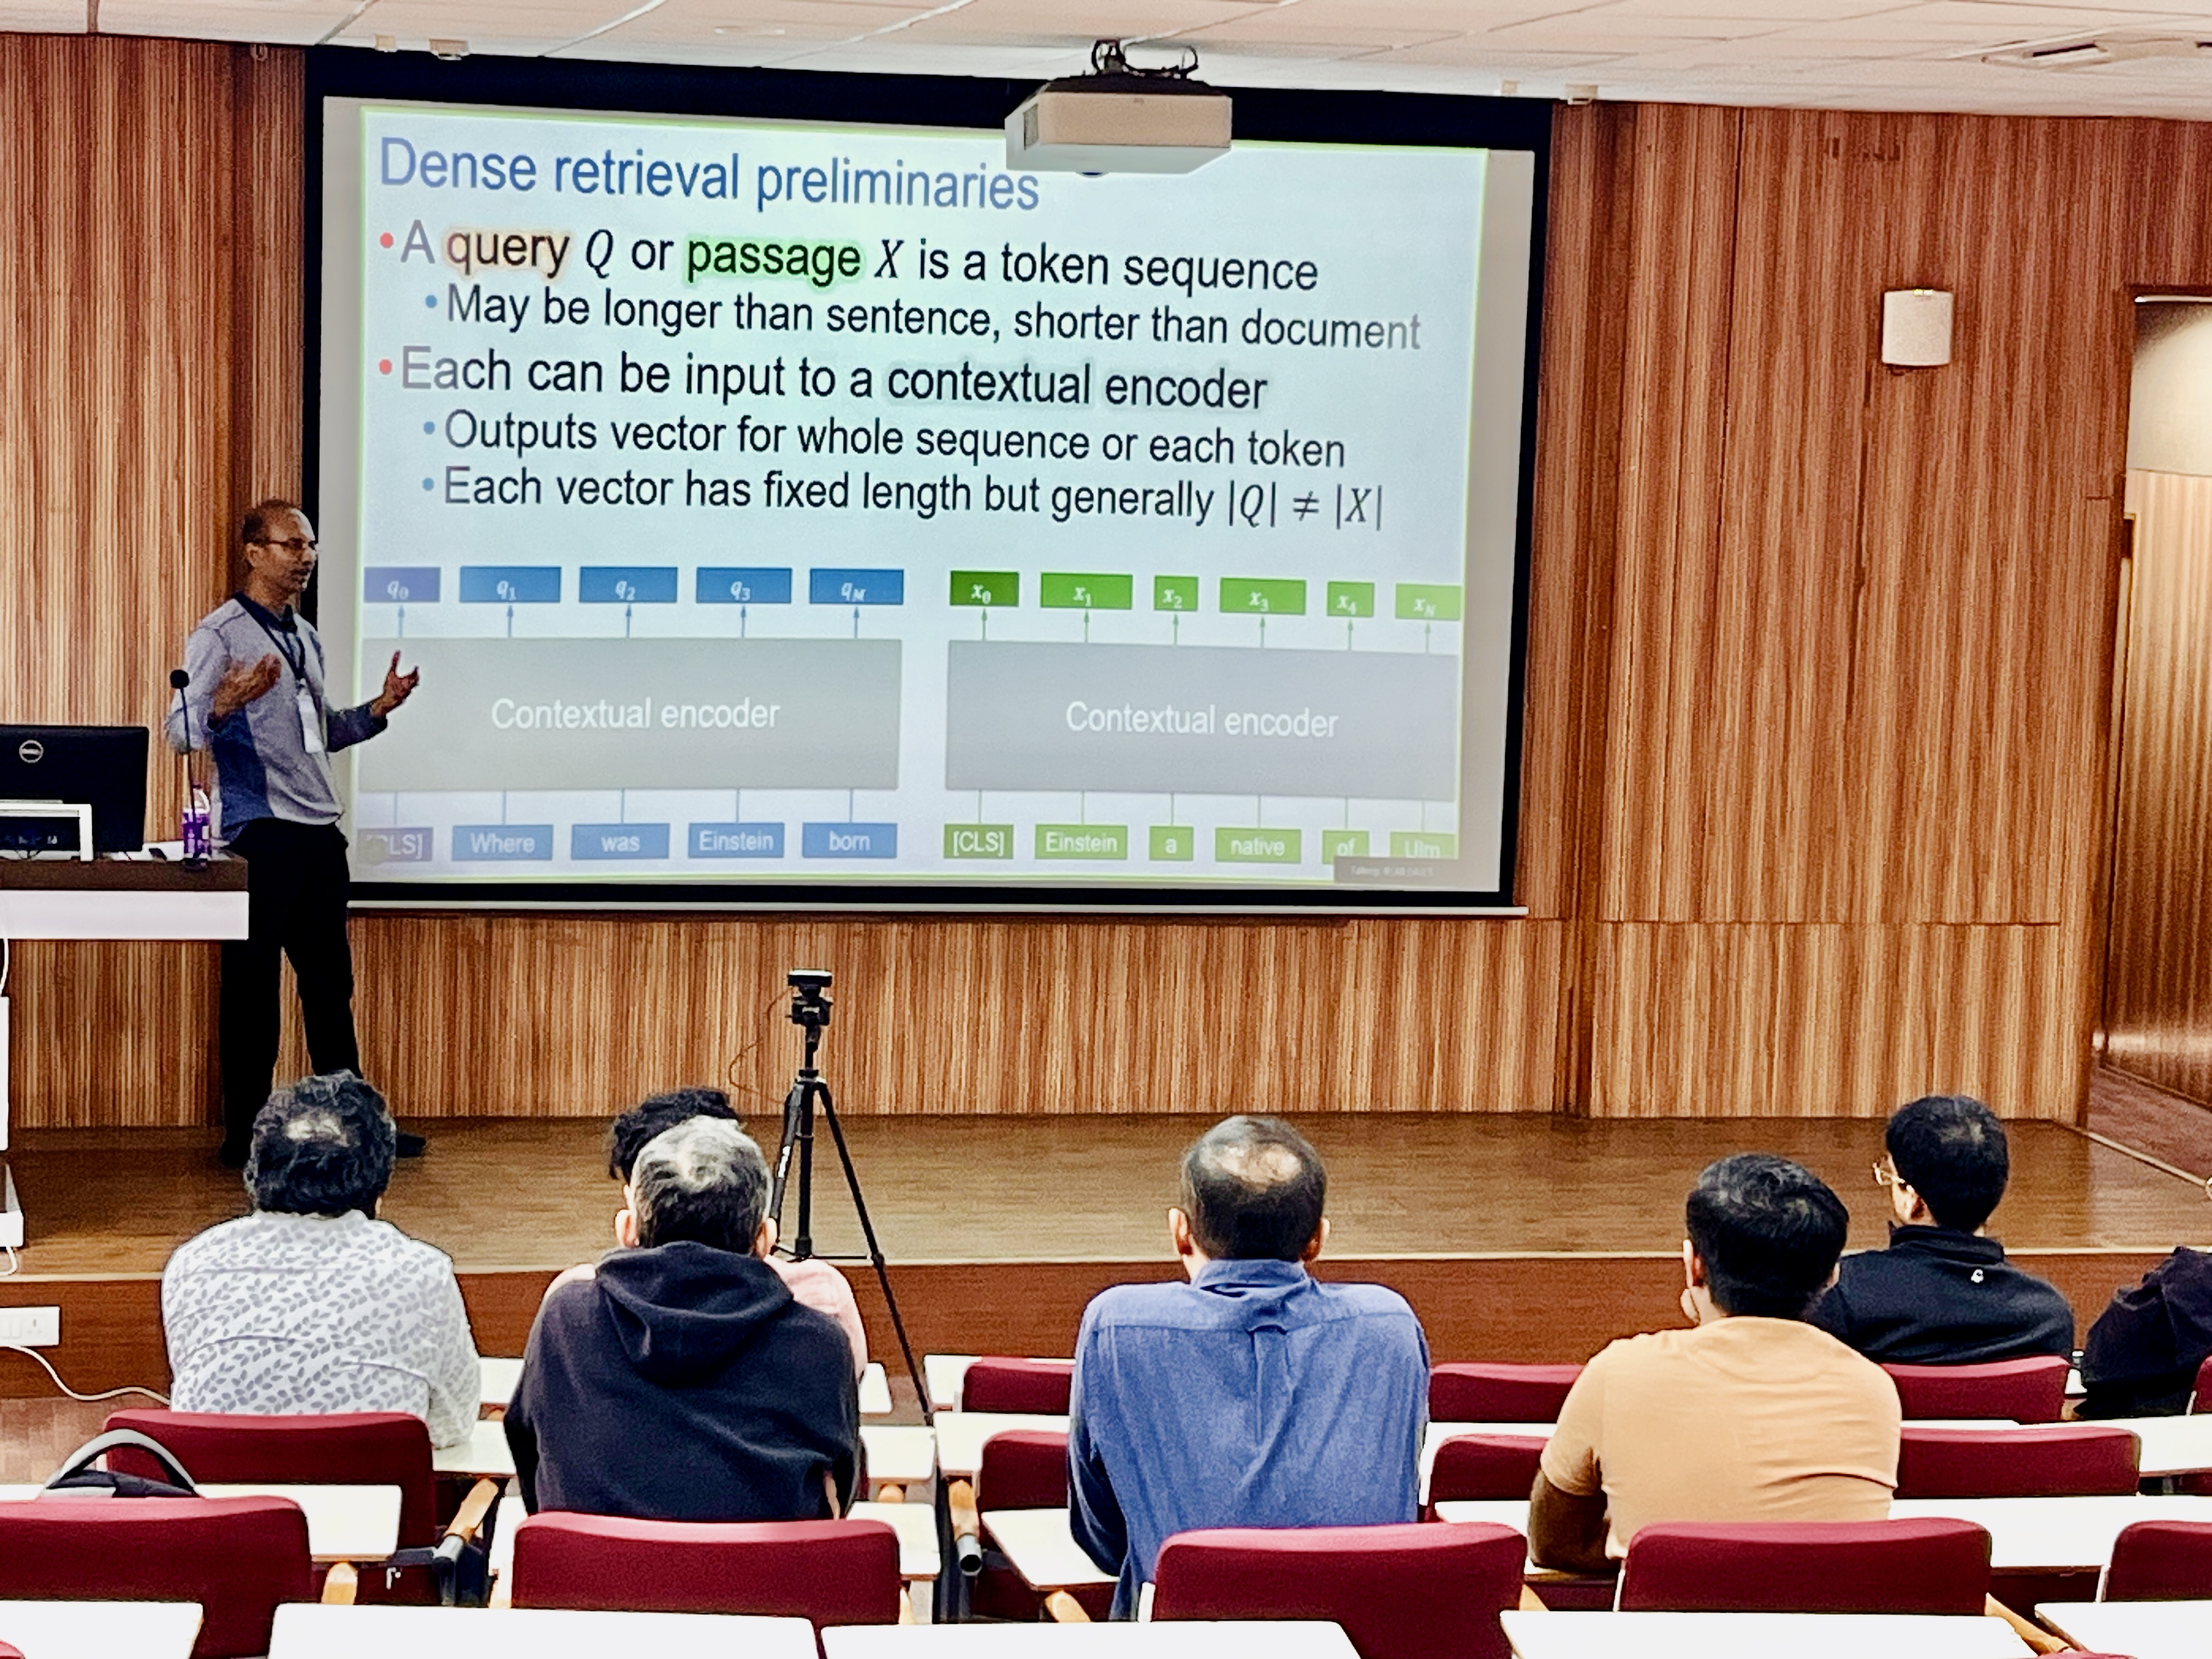 Dense retrieval preliminaries
• A query Q or passage X is a token sequence
• May be longer than sentence, shorter than document
• Each can be input to a contextual encoder
• Outputs vector for whole sequence or each token
• Each vector has fixed length but generally |Q| ≠ |X|
q₀ q₁ q₂ q₃ q_M x₀ x₁ x₂ x₃ x₄ x_N
Contextual encoder Contextual encoder
[CLS] Where was Einstein born [CLS] Einstein a native of Ulm
DELL